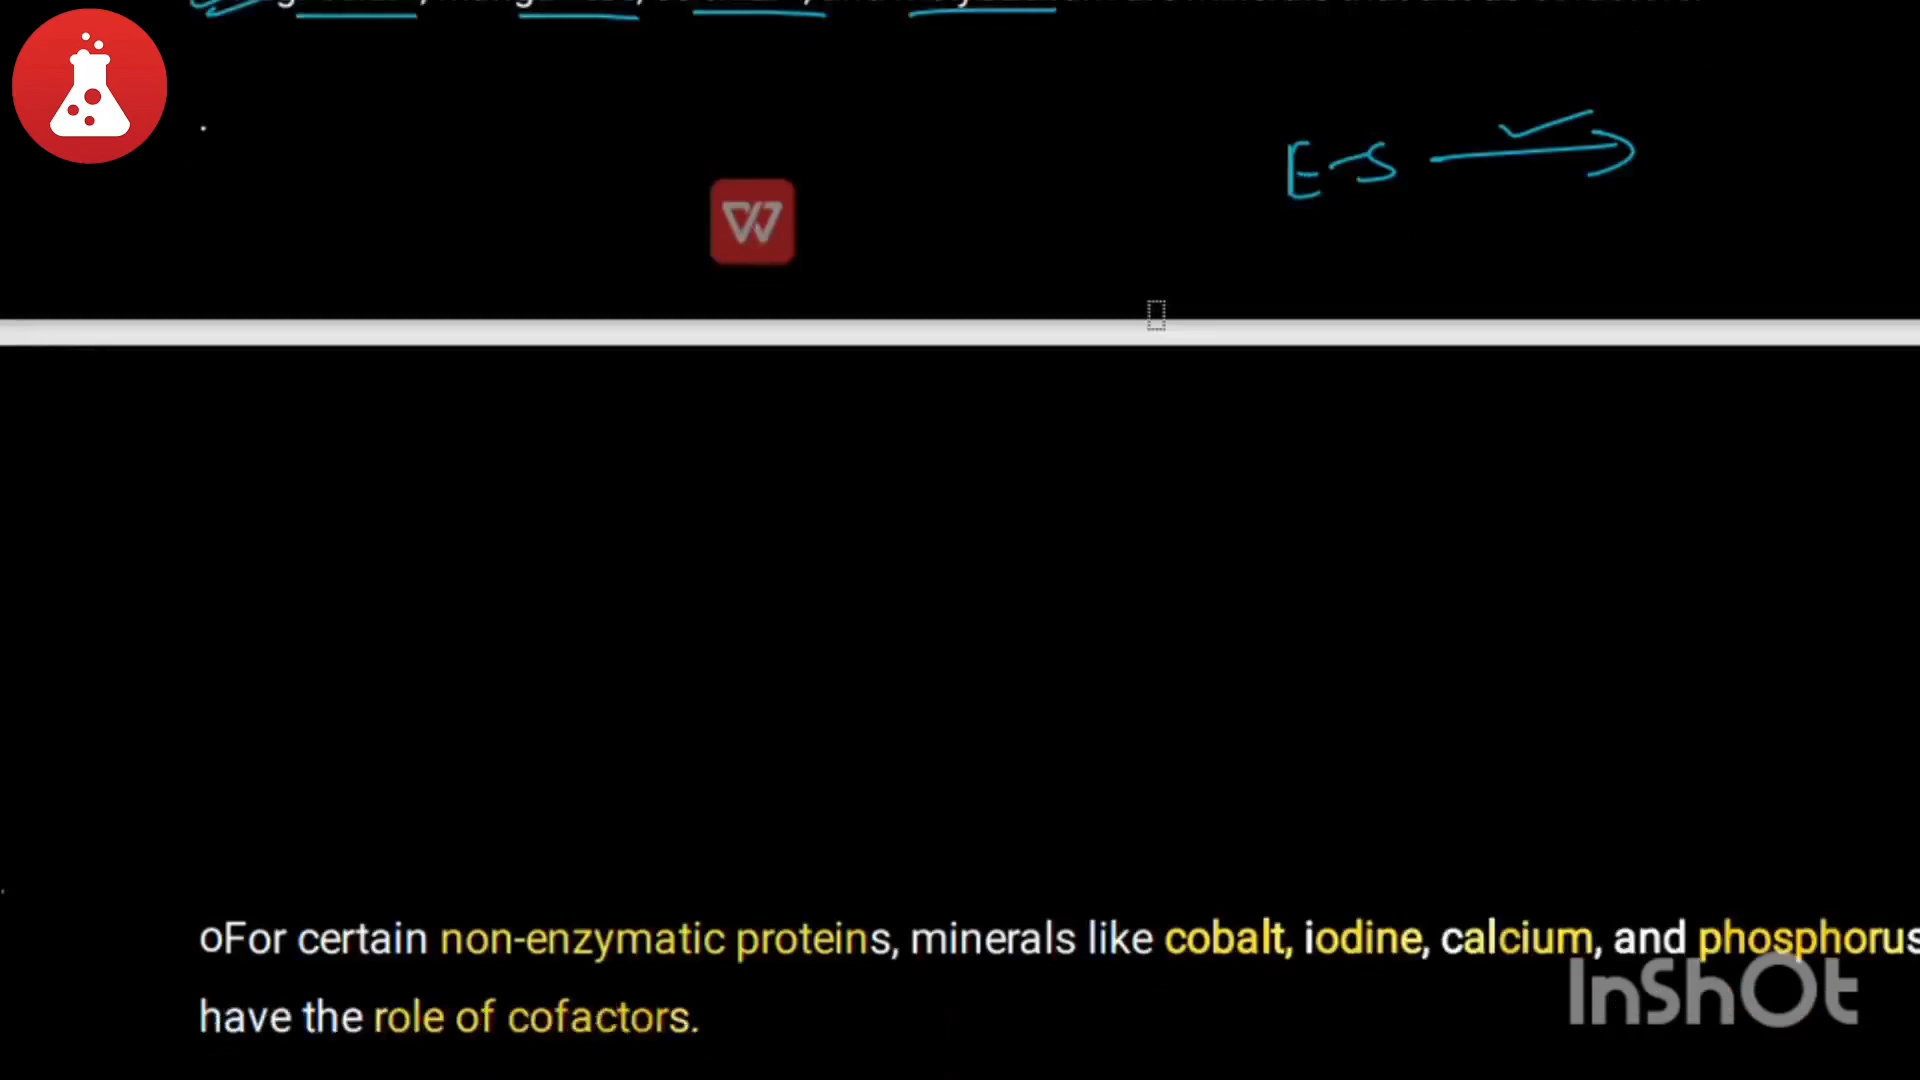 E-S
oFor certain non-enzymatic proteins, minerals like cobalt, iodine, calcium, and phosphorus
have the role of cofactors.
InShOt